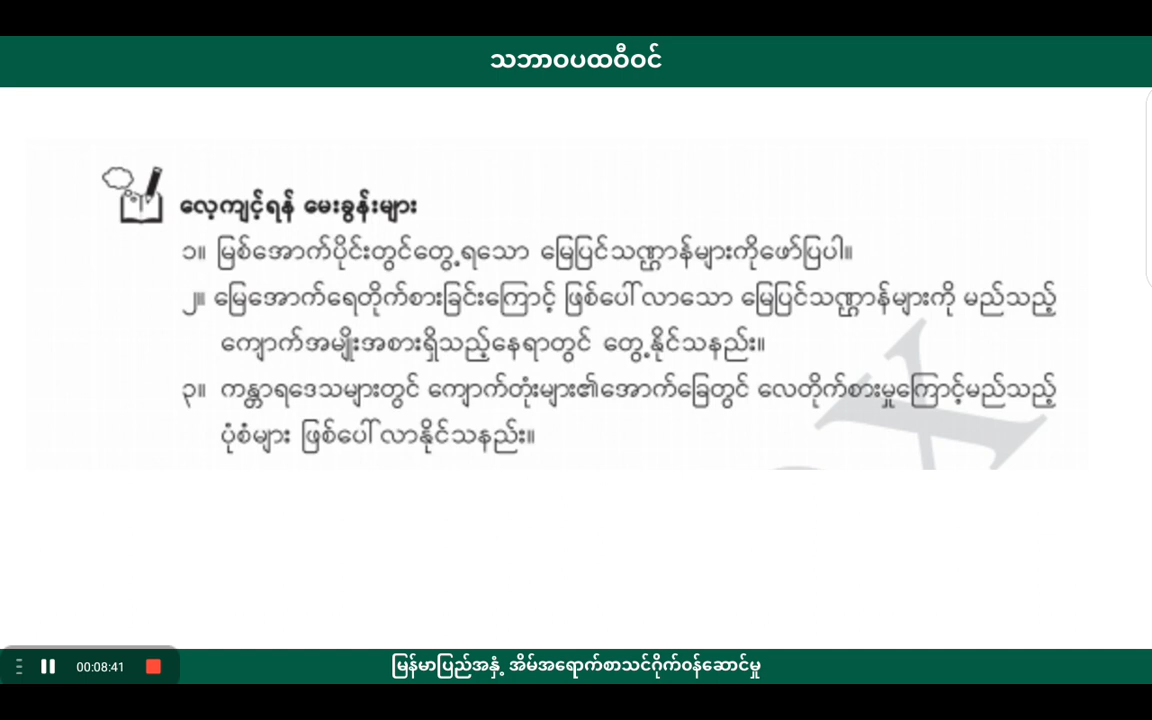 သဘာဝပထဝီဝင်
လေ့ကျင့်ရန် မေးခွန်းများ
၁။ မြစ်အောက်ပိုင်းတွင်တွေ့ရသော မြေပြင်သဏ္ဌာန်များကိုဖော်ပြပါ။
၂။ မြေအောက်ရေတိုက်စားခြင်းကြောင့် ဖြစ်ပေါ်လာသော မြေပြင်သဏ္ဌာန်များကို မည်သည့်
ကျောက်အမျိုးအစားရှိသည့်နေရာတွင် တွေ့နိုင်သနည်း။
၃။ ကန္တာရဒေသများတွင် ကျောက်တုံးများ၏အောက်ခြေတွင် လေတိုက်စားမှုကြောင့်မည်သည့်
ပုံစံများ ဖြစ်ပေါ်လာနိုင်သနည်း။
00:08:41
မြန်မာပြည်အနှံ့ အိမ်အရောက်စာသင်ဂိုက်ဝန်ဆောင်မှု